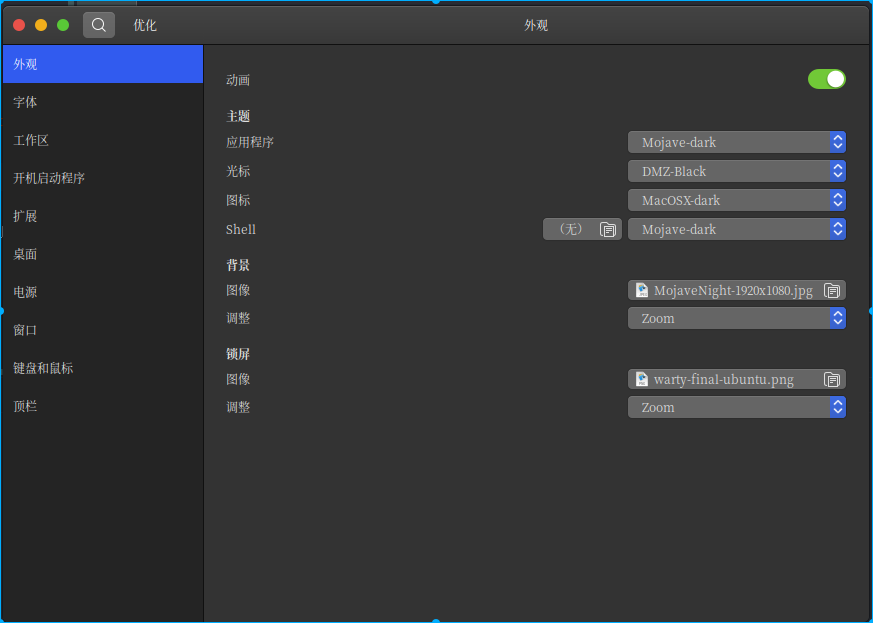 优化
外观
外观
字体
工作区
开机启动程序
扩展
桌面
电源
窗口
键盘和鼠标
顶栏
动画
主题
应用程序 Mojave-dark
光标 DMZ-Black
图标 MacOSX-dark
Shell （无） Mojave-dark
背景
图像 MojaveNight-1920x1080.jpg
调整 Zoom
锁屏
图像 warty-final-ubuntu.png
调整 Zoom